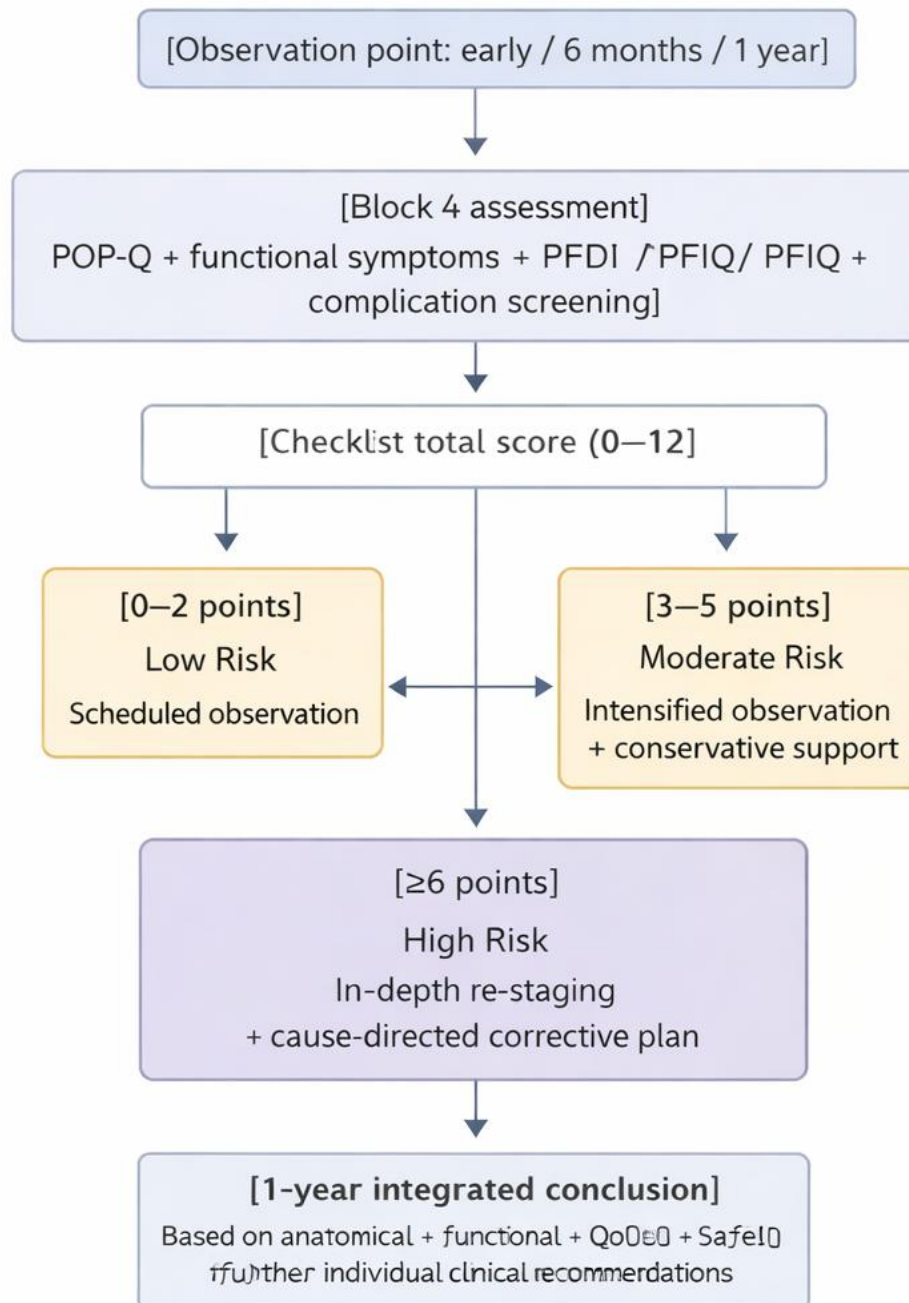 [Observation point: early / 6 months / 1 year]
[Block 4 assessment]
POP-Q + functional symptoms + PFDI / PFIQ/ PFIQ +
complication screening]
[Checklist total score (0—12]
[0—2 points]
Low Risk
Scheduled observation
[3—5 points]
Moderate Risk
Intensified observation
+ conservative support
[≥6 points]
High Risk
In-depth re-staging
+ cause-directed corrective plan
[1-year integrated conclusion]
Based on anatomical + functional + +
individual clinical recommendations